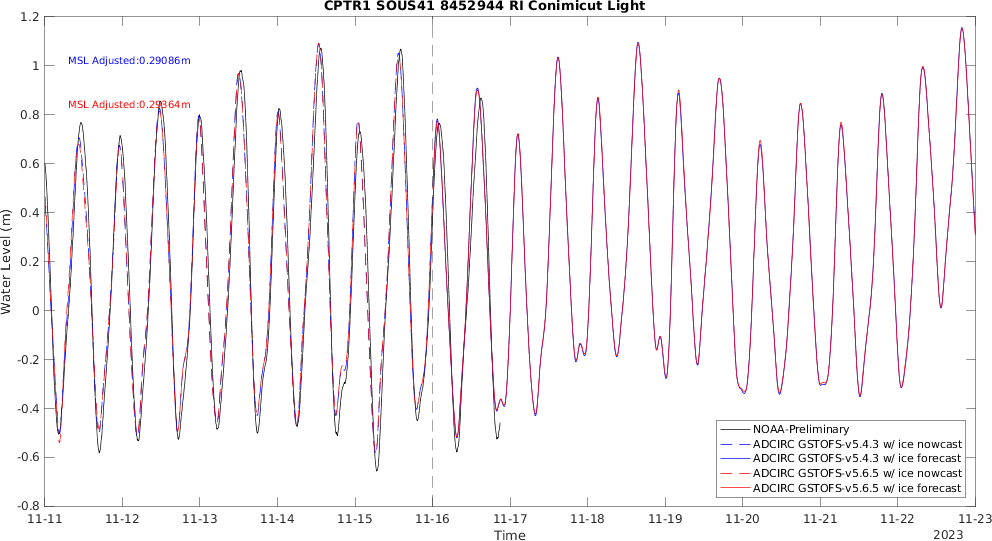 CPTR1 SOUS41 8452944 RI Conimicut Light
1.2
1
0.8
0.6
0.4
0.2
0
-0.2
-0.4
-0.6
-0.8
Water Level (m)
MSL Adjusted:0.29086m
MSL Adjusted:0.29364m
NOAA-Preliminary
ADCIRC GSTOFS-v5.4.3 w/ ice nowcast
ADCIRC GSTOFS-v5.4.3 w/ ice forecast
ADCIRC GSTOFS-v5.6.5 w/ ice nowcast
ADCIRC GSTOFS-v5.6.5 w/ ice forecast
11-11 11-12 11-13 11-14 11-15 11-16 11-17 11-18 11-19 11-20 11-21 11-22 11-23
Time
2023